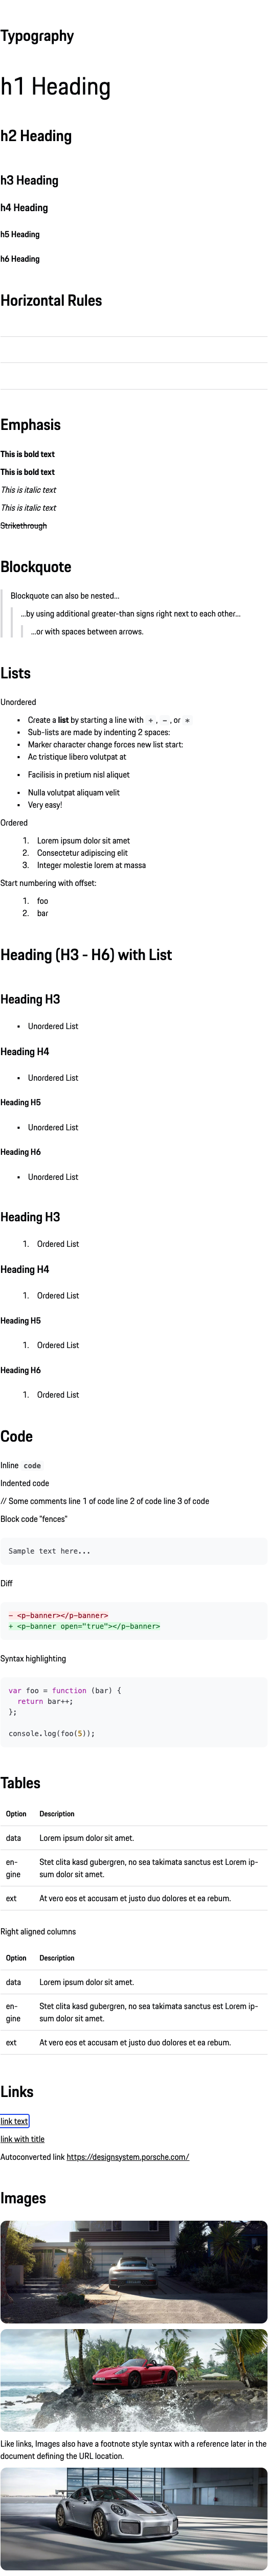 Typography
h1 Heading
h2 Heading
h3 Heading
h4 Heading
h5 Heading
h6 Heading
Horizontal Rules
Emphasis
This is bold text
This is bold text
This is italic text
This is italic text
Strikethrough
Blockquote
Blockquote can also be nested...
...by using additional greater-than signs right next to each other...
...or with spaces between arrows.
Lists
Unordered
• Create a list by starting a line with + , - , or *
• Sub-lists are made by indenting 2 spaces:
• Marker character change forces new list start:
• Ac tristique libero volutpat at
• Facilisis in pretium nisl aliquet
• Nulla volutpat aliquam velit
• Very easy!
Ordered
1. Lorem ipsum dolor sit amet
2. Consectetur adipiscing elit
3. Integer molestie lorem at massa
Start numbering with offset:
1. foo
2. bar
Heading (H3 - H6) with List
Heading H3
• Unordered List
Heading H4
• Unordered List
Heading H5
• Unordered List
Heading H6
• Unordered List
Heading H3
1. Ordered List
Heading H4
1. Ordered List
Heading H5
1. Ordered List
Heading H6
1. Ordered List
Code
Inline code
Indented code
// Some comments line 1 of code line 2 of code line 3 of code
Block code "fences"
Sample text here...
Diff
- <p-banner></p-banner>
+ <p-banner open="true"></p-banner>
Syntax highlighting
var foo = function (bar) {
  return bar++;
};
console.log(foo(5));
Tables
Option Description
data Lorem ipsum dolor sit amet.
en- Stet clita kasd gubergren, no sea takimata sanctus est Lorem ip-
gine sum dolor sit amet.
ext At vero eos et accusam et justo duo dolores et ea rebum.
Right aligned columns
Option Description
data Lorem ipsum dolor sit amet.
en- Stet clita kasd gubergren, no sea takimata sanctus est Lorem ip-
gine sum dolor sit amet.
ext At vero eos et accusam et justo duo dolores et ea rebum.
Links
link text
link with title
Autoconverted link https://designsystem.porsche.com/
Images
Like links, Images also have a footnote style syntax with a reference later in the
document defining the URL location.